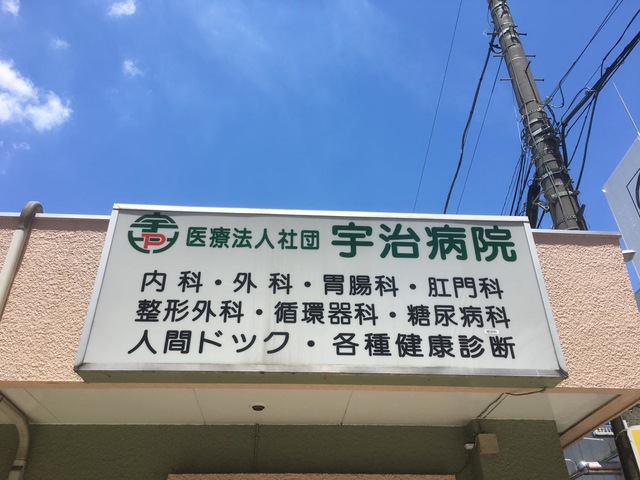 医療法人社団 宇治病院
内科・外科・胃腸科・肛門科
整形外科・循環器科・糖尿病科
人間ドック・各種健康診断